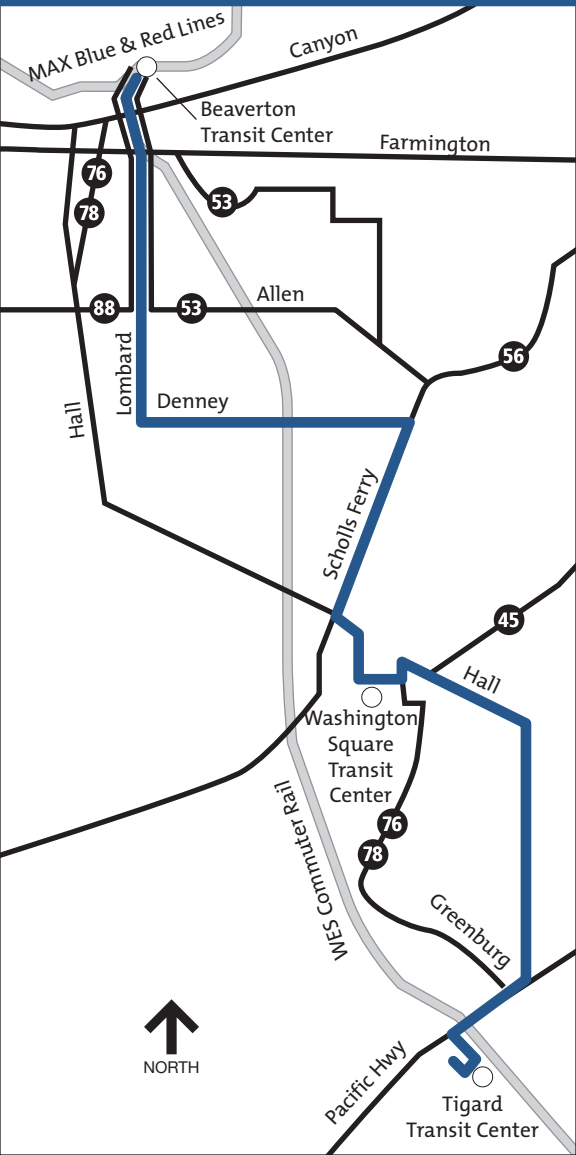 MAX Blue & Red Lines
Canyon
Beaverton
Transit Center
Farmington
76
53
78
Allen
88
53
56
Lombard
Denney
Hall
Scholls Ferry
45
Hall
Washington
Square
Transit
Center
76
78
WES Commuter Rail
Greenburg
NORTH
Pacific Hwy
Tigard
Transit Center